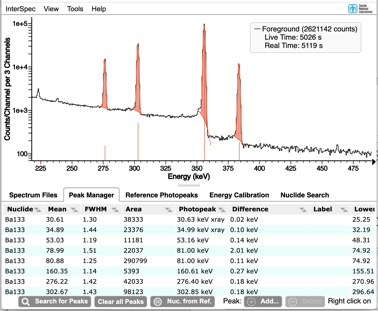 InterSpec View Tools Help
Sandia National Laboratories
1e+5
1e+4
1000
100
Counts/Channel per 3 Channels
Foreground (2621142 counts)
Live Time: 5026 s
Real Time: 5119 s
225 250 275 300 325 350 375 400 425 450 475
Energy (keV)
Spectrum Files Peak Manager Reference Photopeaks Energy Calibration Nuclide Search
Nuclide Mean FWHM Area Photopeak Difference Label Lower
Ba133 30.61 1.30 38333 30.63 keV xray 0.02 keV 25.25
Ba133 34.89 1.44 23376 34.99 keV xray 0.10 keV 32.19
Ba133 53.03 1.19 11181 53.16 keV 0.14 keV 48.31
Ba133 78.99 1.51 22037 81.00 keV 2.01 keV 74.92
Ba133 80.88 1.25 290799 81.00 keV 0.11 keV 74.92
Ba133 160.35 1.14 5393 160.61 keV 0.27 keV 155.51
Ba133 276.22 1.42 42033 276.40 keV 0.18 keV 270.96
Ba133 302.67 1.43 98123 302.85 keV 0.18 keV 296.64
Search for Peaks Clear all Peaks Nuc. from Ref. Peak: Add... Delete Right click on